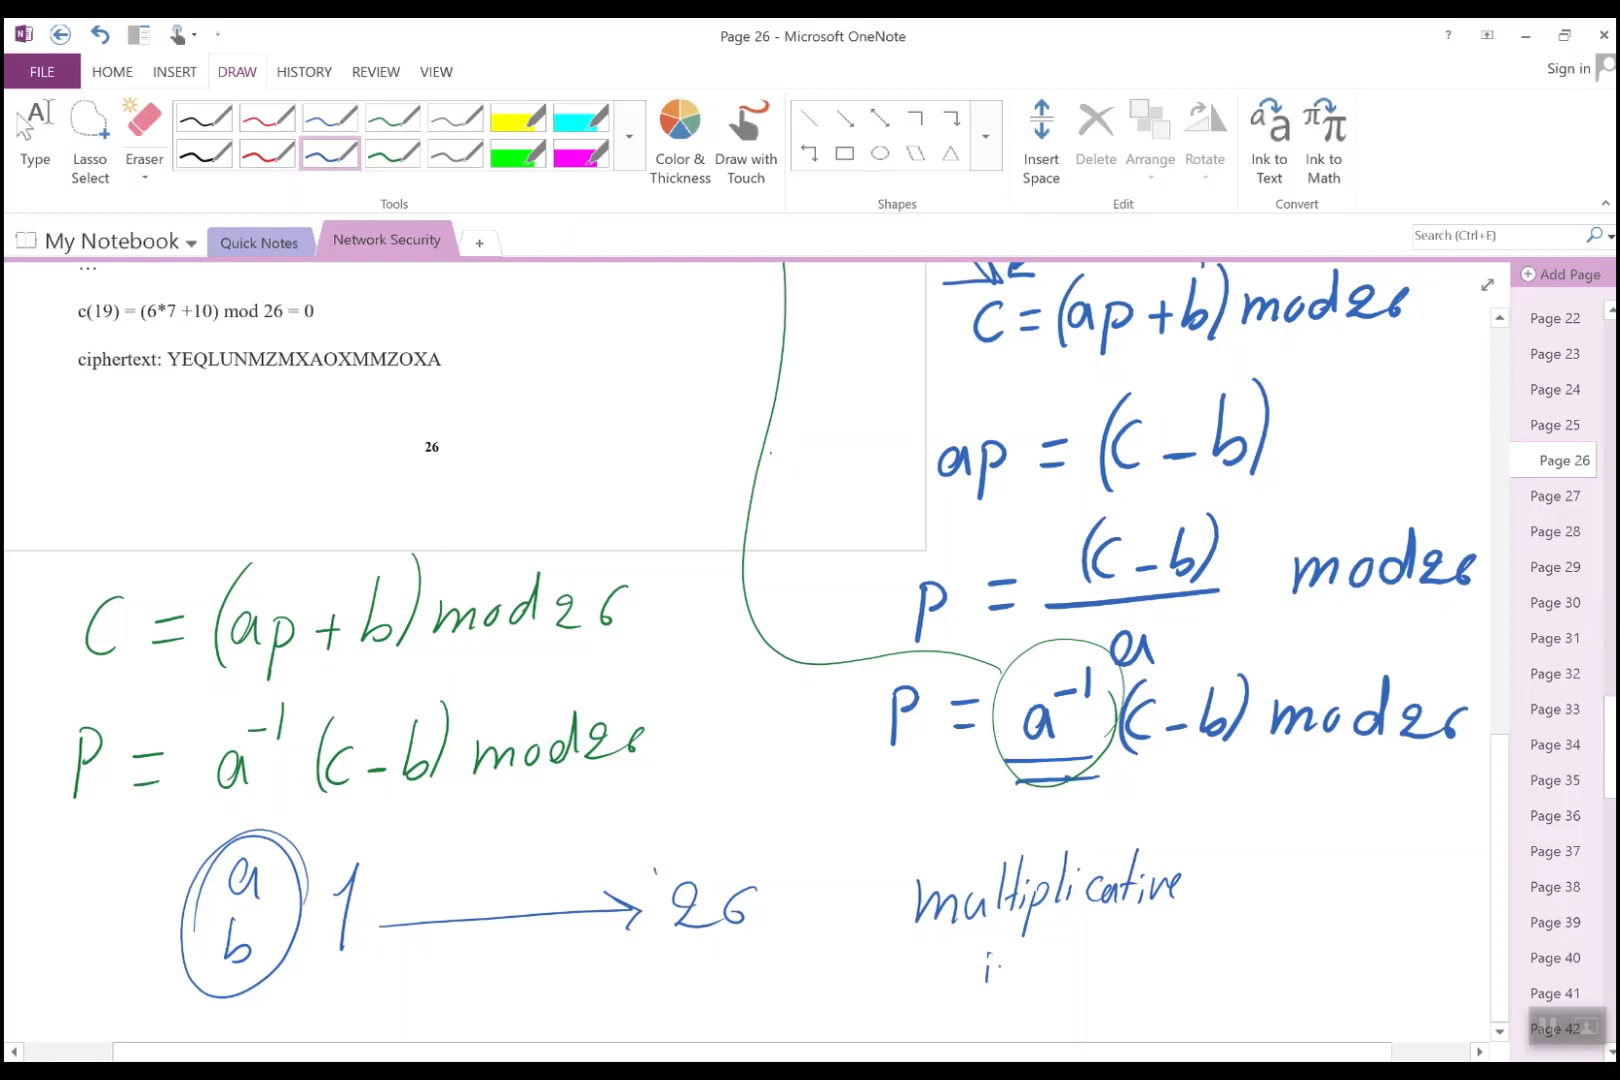 Page 26 - Microsoft OneNote
?
FILE HOME INSERT DRAW HISTORY REVIEW VIEW
Sign in
Type
Lasso Select
Eraser
Color & Thickness
Draw with Touch
Insert Space
Delete
Arrange
Rotate
Ink to Text
Ink to Math
Tools
Shapes
Edit
Convert
My Notebook
Quick Notes
Network Security
+
Search (Ctrl+E)
Add Page
...
c(19) = (6*7 +10) mod 26 = 0
ciphertext: YEQLUNMZMXAOXMMZOXA
26
C = (ap + b) mod 26
ap = (C - b)
P = (C - b) mod 26
a
P = a⁻¹ (C - b) mod 26
C = (ap + b) mod 26
P = a⁻¹ (C - b) mod 26
a
b
1 → 26
multiplicative
i
Page 22
Page 23
Page 24
Page 25
Page 26
Page 27
Page 28
Page 29
Page 30
Page 31
Page 32
Page 33
Page 34
Page 35
Page 36
Page 37
Page 38
Page 39
Page 40
Page 41
Page 42